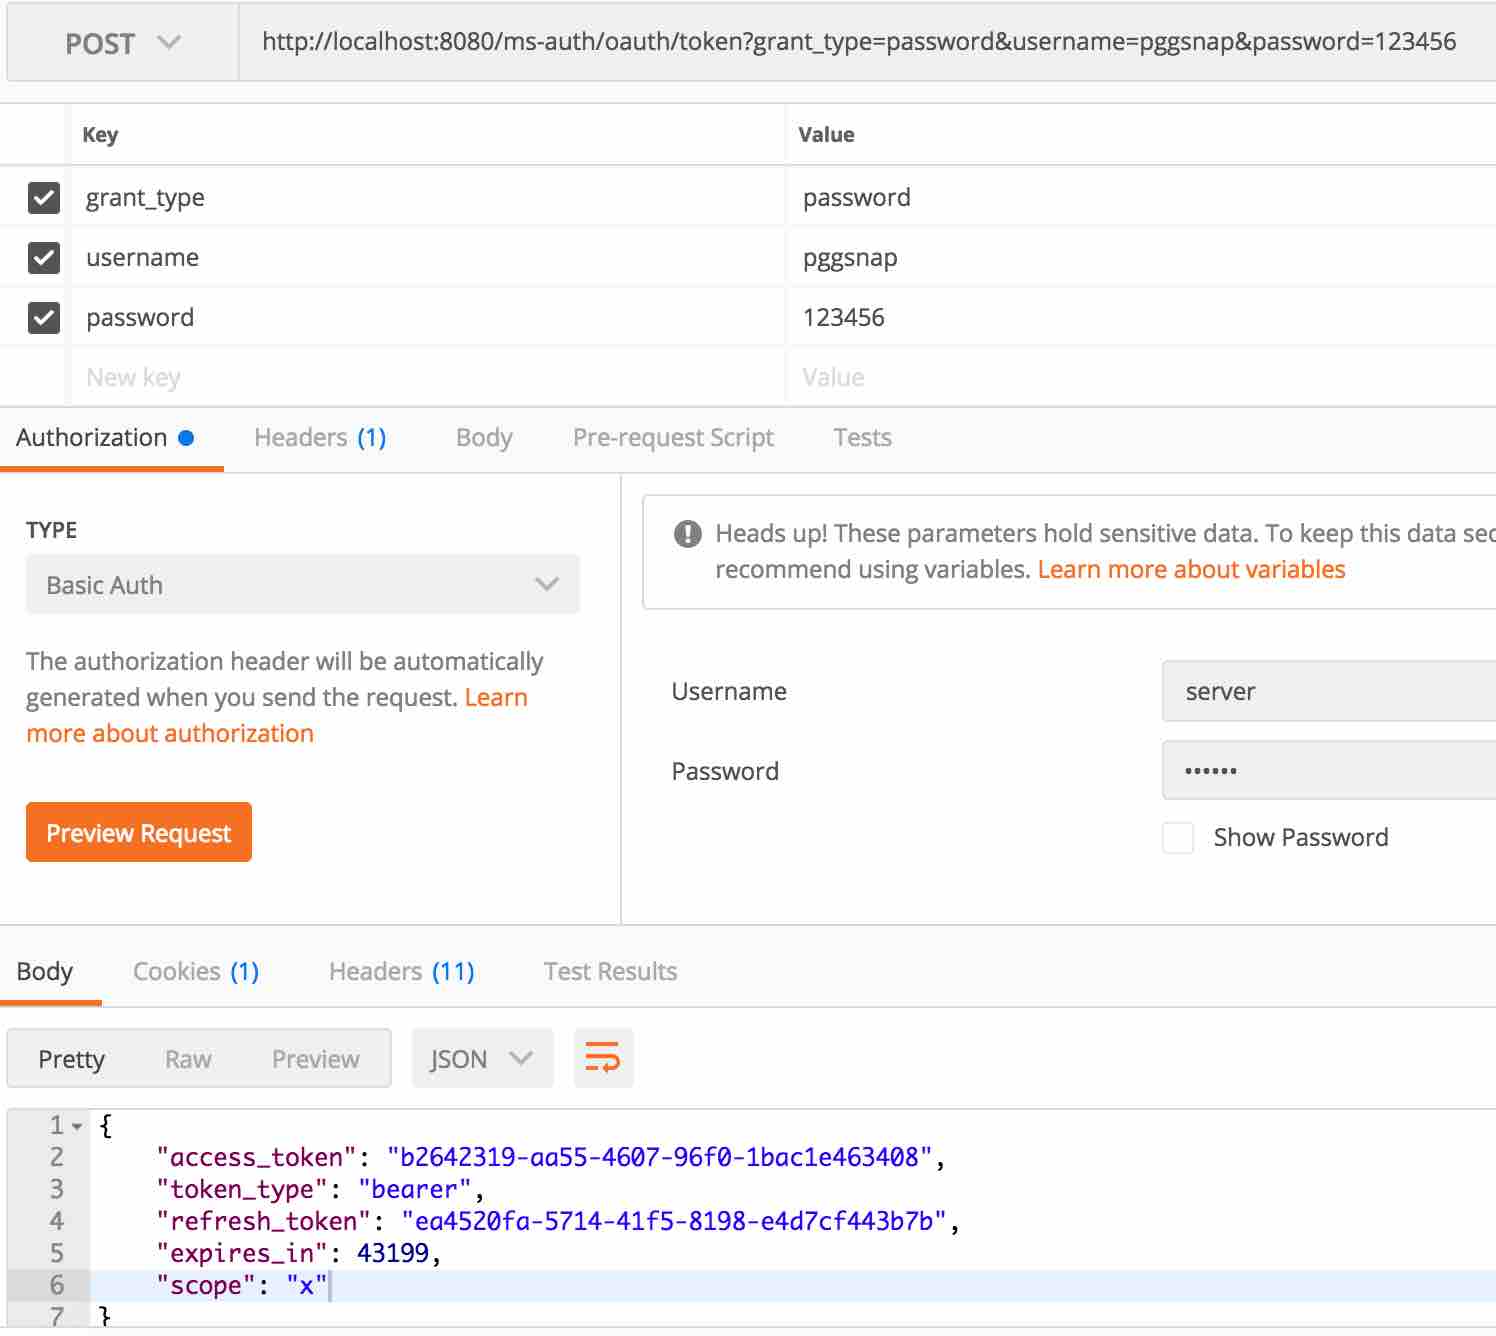 POST
http://localhost:8080/ms-auth/oauth/token?grant_type=password&username=pggsnap&password=123456
Key Value
grant_type password
username pggsnap
password 123456
New key Value
Authorization Headers (1) Body Pre-request Script Tests
TYPE
Basic Auth
The authorization header will be automatically
generated when you send the request. Learn
more about authorization
Preview Request
Heads up! These parameters hold sensitive data. To keep this data sec
recommend using variables. Learn more about variables
Username server
Password ••••••
Show Password
Body Cookies (1) Headers (11) Test Results
Pretty Raw Preview JSON
1 {
2 "access_token": "b2642319-aa55-4607-96f0-1bac1e463408",
3 "token_type": "bearer",
4 "refresh_token": "ea4520fa-5714-41f5-8198-e4d7cf443b7b",
5 "expires_in": 43199,
6 "scope": "x"
7 }